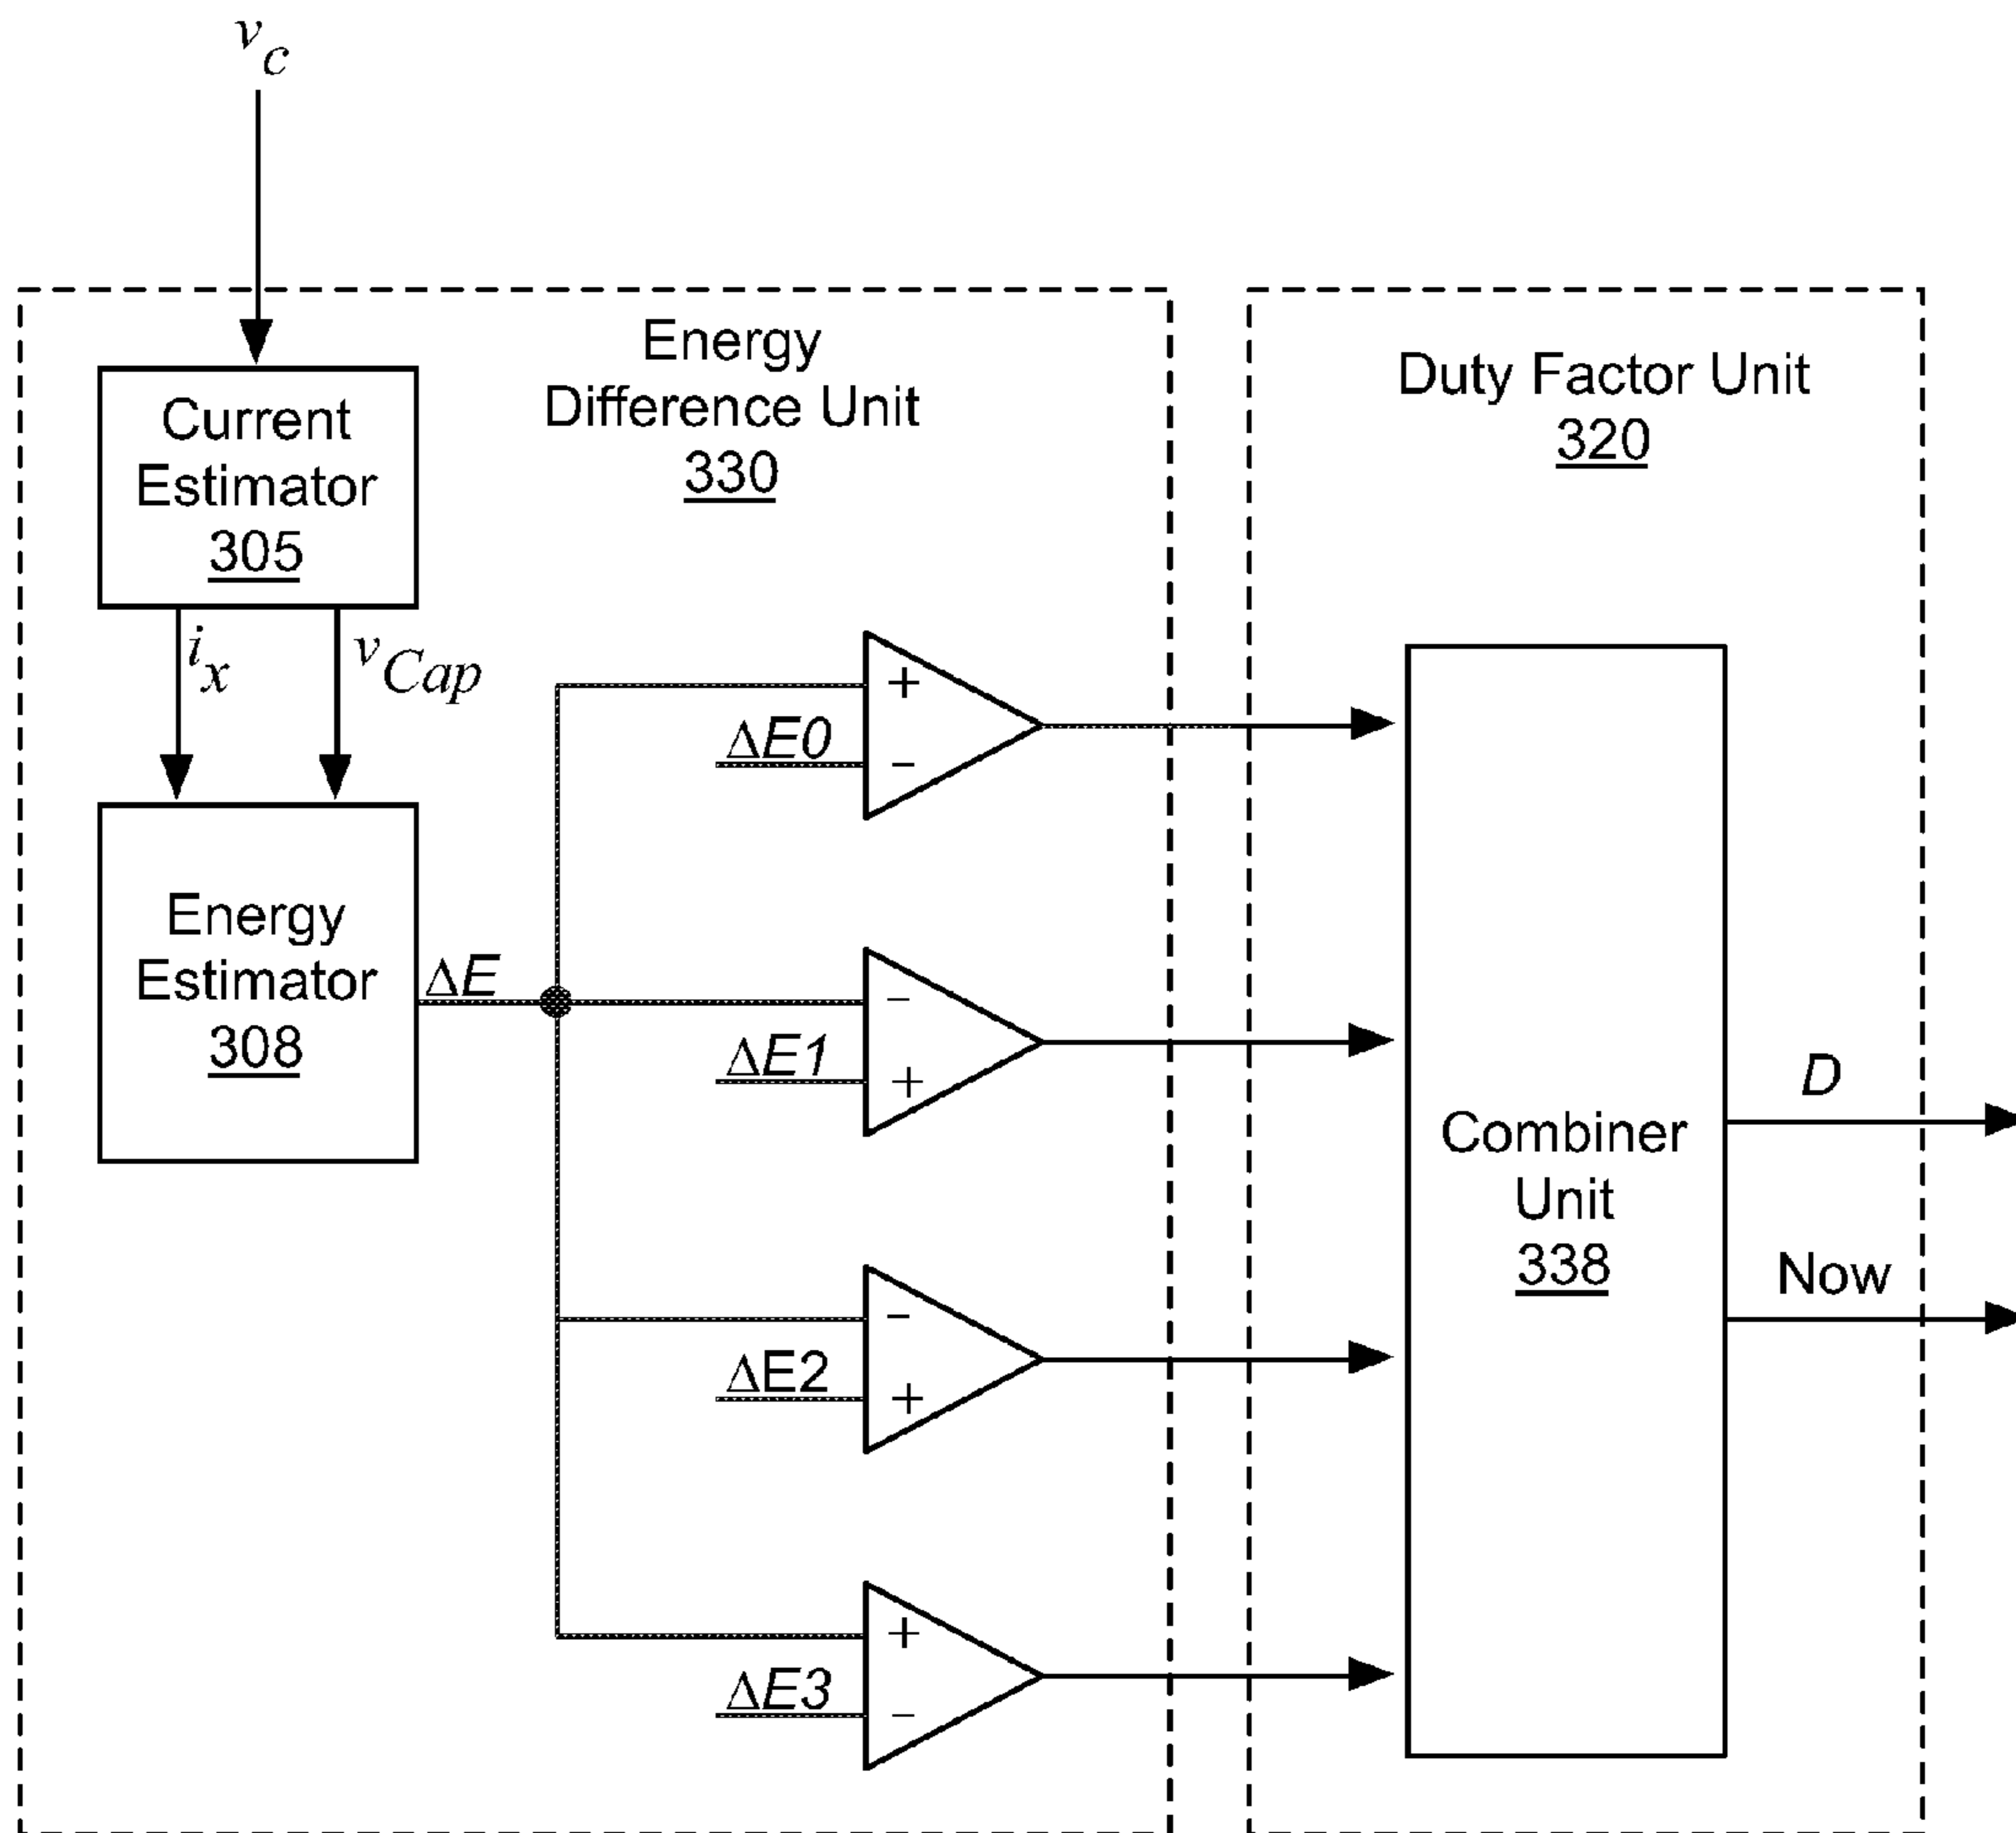 v_c
Energy
Difference Unit
330
Duty Factor Unit
320
Current
Estimator
305
i_x
v_Cap
Energy
Estimator
308
ΔE
+
ΔE0
−
−
ΔE1
+
−
ΔE2
+
+
ΔE3
−
Combiner
Unit
338
D
Now